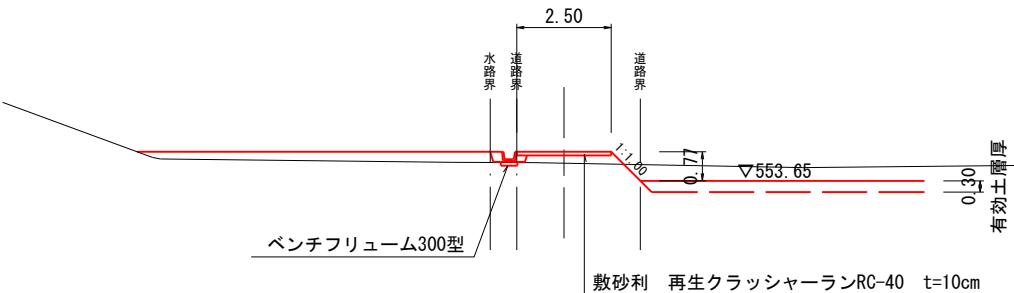 2.50
水路界
道路界
道路界
1:1.00
0.77
▽553.65
0.30
有効土層厚
ベンチフリューム300型
敷砂利 再生クラッシャーランRC-40 t=10cm